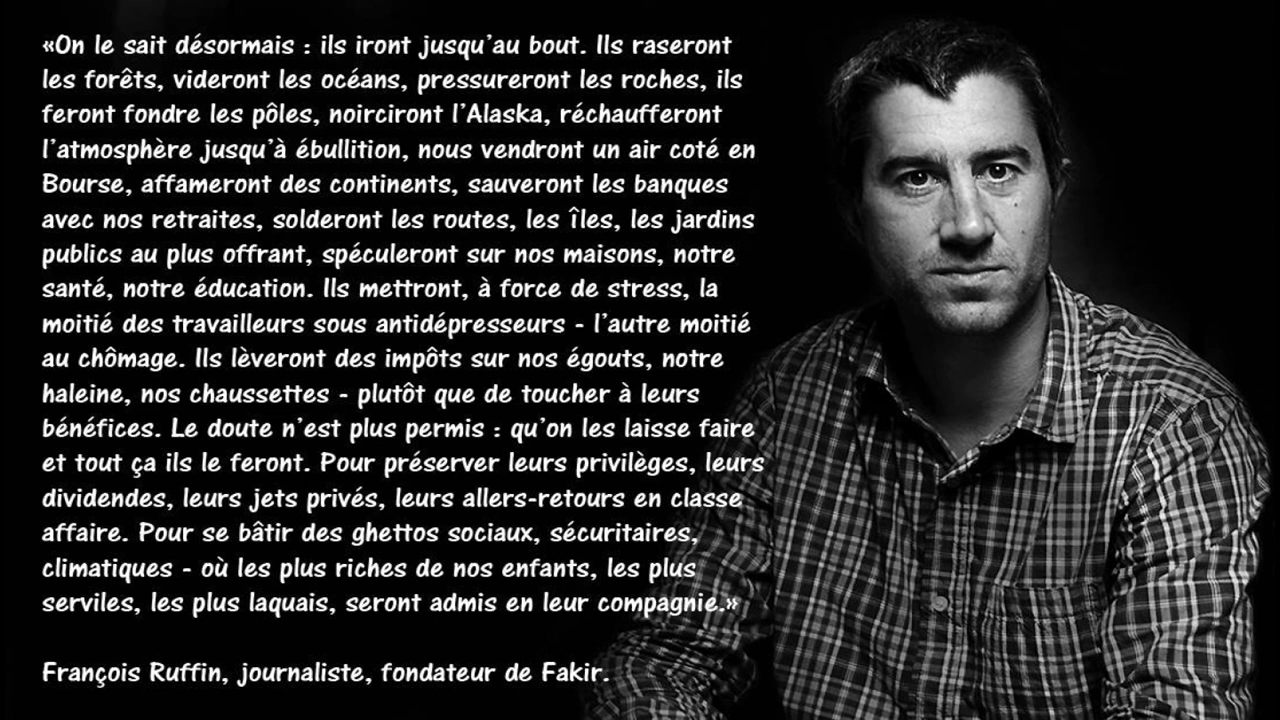 «On le sait désormais : ils iront jusqu'au bout. Ils raseront
les forêts, videront les océans, pressureront les roches, ils
feront fondre les pôles, noirciront l'Alaska, réchaufferont
l'atmosphère jusqu'à ébullition, nous vendront un air coté en
Bourse, affameront des continents, sauveront les banques
avec nos retraites, solderont les routes, les îles, les jardins
publics au plus offrant, spéculeront sur nos maisons, notre
santé, notre éducation. Ils mettront, à force de stress, la
moitié des travailleurs sous antidépresseurs - l'autre moitié
au chômage. Ils lèveront des impôts sur nos égouts, notre
haleine, nos chaussettes - plutôt que de toucher à leurs
bénéfices. Le doute n'est plus permis : qu'on les laisse faire
et tout ça ils le feront. Pour préserver leurs privilèges, leurs
dividendes, leurs jets privés, leurs allers-retours en classe
affaire. Pour se bâtir des ghettos sociaux, sécuritaires,
climatiques - où les plus riches de nos enfants, les plus
serviles, les plus laquais, seront admis en leur compagnie.»
François Ruffin, journaliste, fondateur de Fakir.